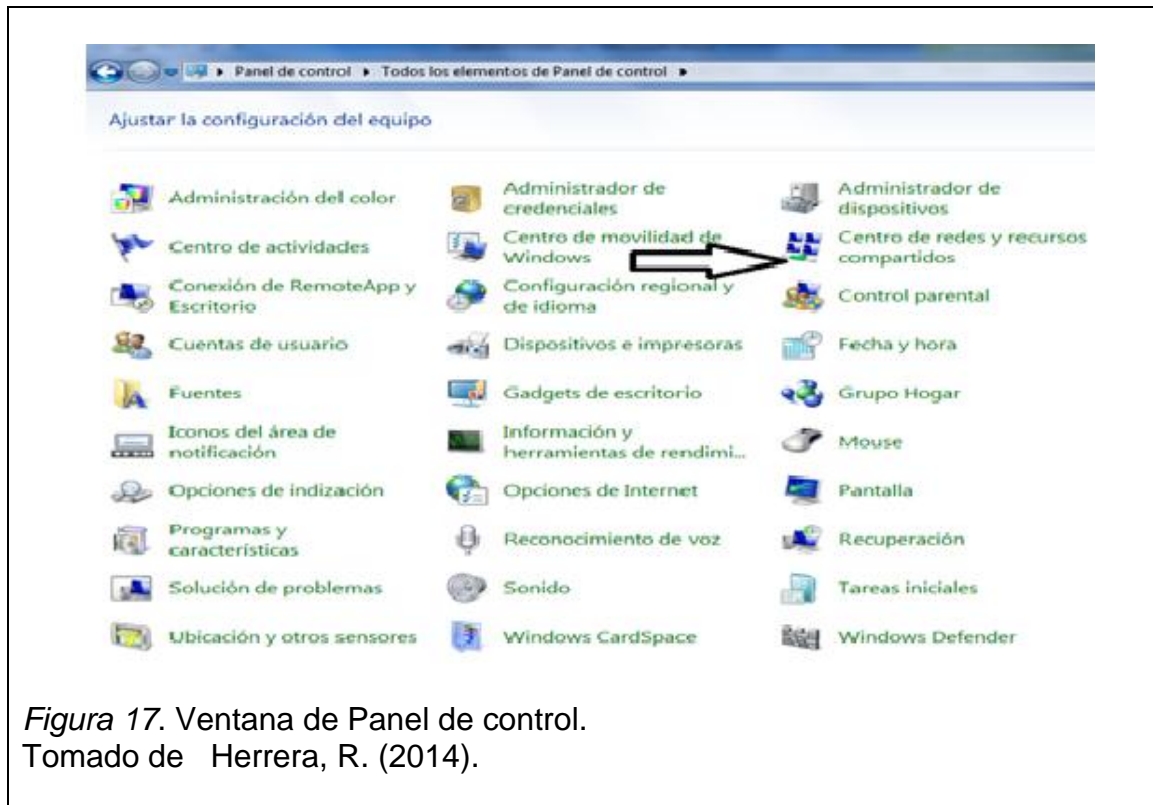 Panel de control ▸ Todos los elementos de Panel de control ▸
Ajustar la configuración del equipo
Administración del color
Administrador de
credenciales
Administrador de
dispositivos
Centro de actividades
Centro de movilidad de
Windows
Centro de redes y recursos
compartidos
Conexión de RemoteApp y
Escritorio
Configuración regional y
de idioma
Control parental
Cuentas de usuario
Dispositivos e impresoras
Fecha y hora
Fuentes
Gadgets de escritorio
Grupo Hogar
Iconos del área de
notificación
Información y
herramientas de rendimi...
Mouse
Opciones de indización
Opciones de Internet
Pantalla
Programas y
características
Reconocimiento de voz
Recuperación
Solución de problemas
Sonido
Tareas iniciales
Ubicación y otros sensores
Windows CardSpace
Windows Defender
Figura 17. Ventana de Panel de control.
Tomado de Herrera, R. (2014).